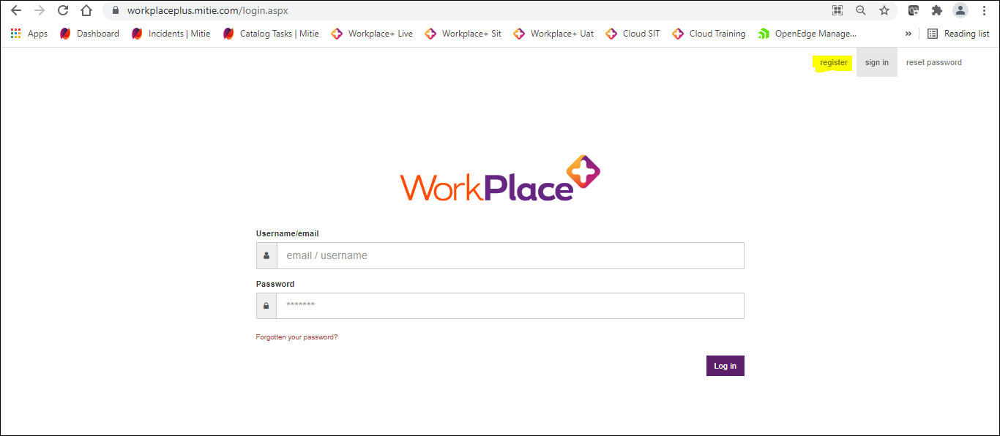 workplaceplus.mitie.com/login.aspx
Apps Dashboard Incidents | Mitie Catalog Tasks | Mitie Workplace+ Live Workplace+ Sit Workplace+ Uat Cloud SIT Cloud Training OpenEdge Manage... » Reading list
register sign in reset password
WorkPlace
Username/email
email / username
Password
*******
Forgotten your password?
Log in